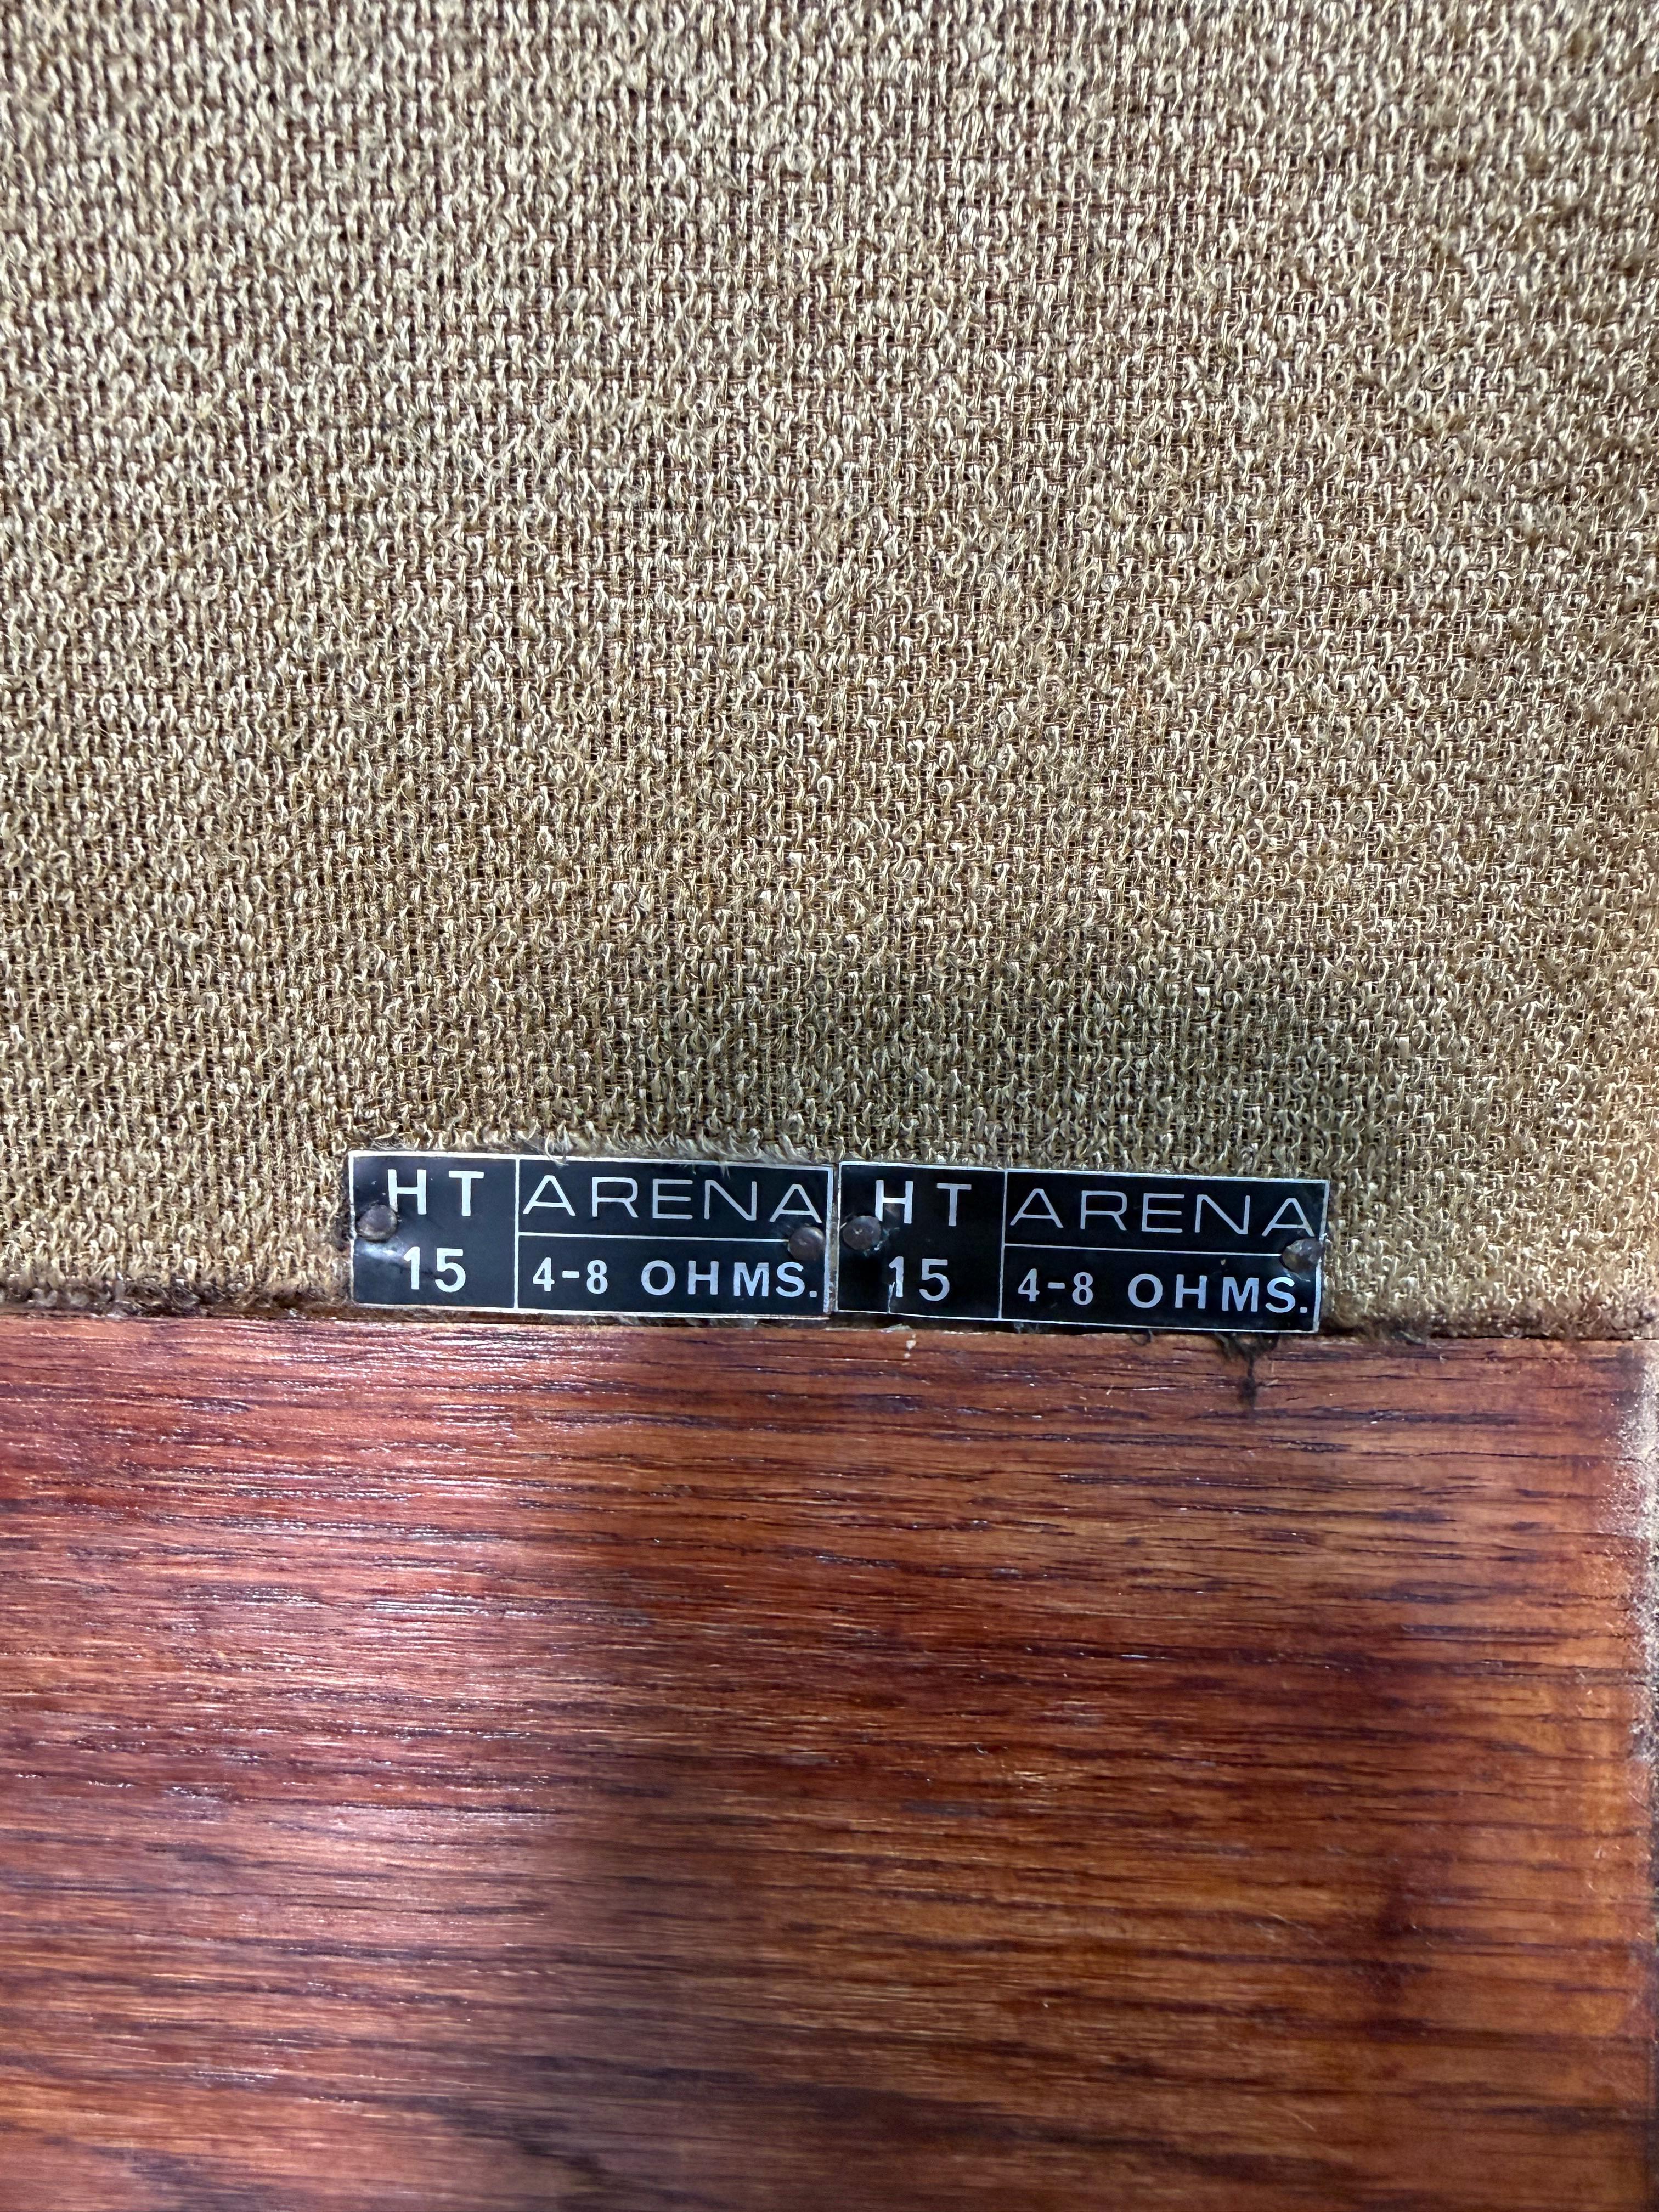 HT ARENA
15 4-8 OHMS.
HT ARENA
15 4-8 OHMS.